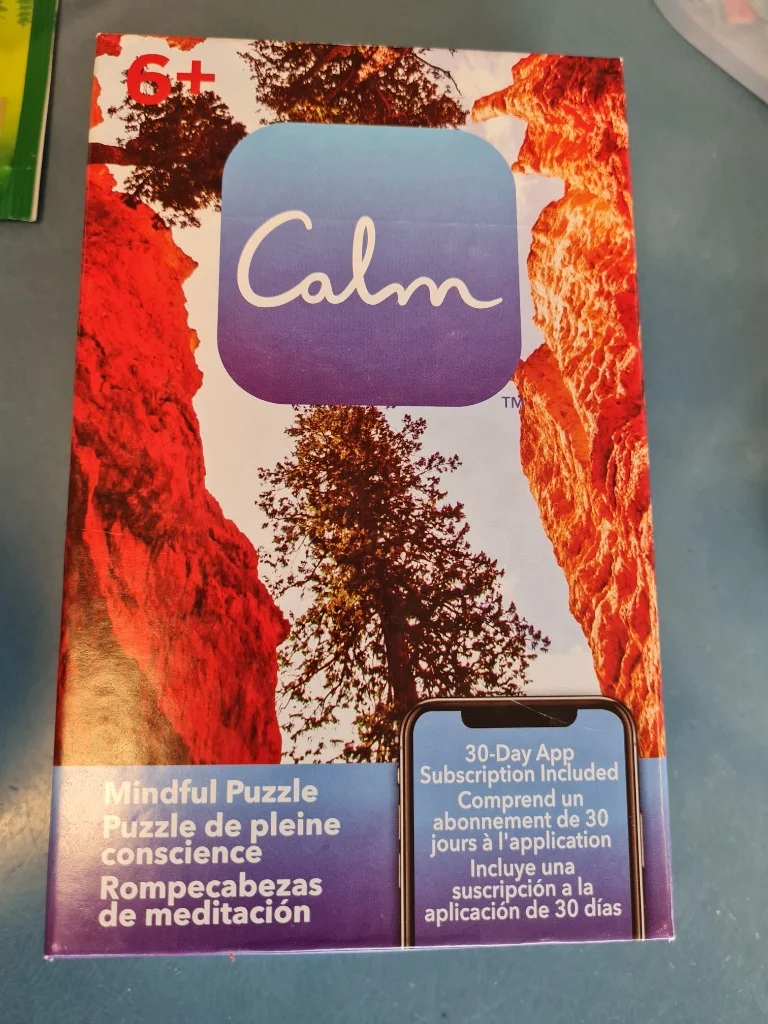 6+
Calm
TM
Mindful Puzzle
Puzzle de pleine
conscience
Rompecabezas
de meditación
30-Day App
Subscription Included
Comprend un
abonnement de 30
jours à l'application
Incluye una
suscripción a la
aplicación de 30 días